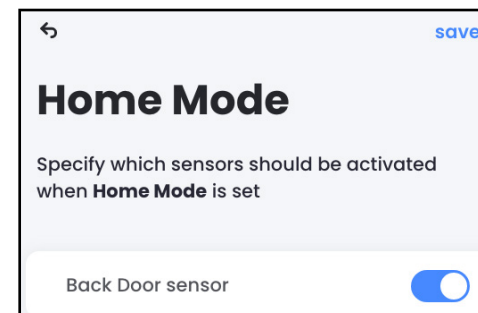 save
Home Mode
Specify which sensors should be activated
when Home Mode is set
Back Door sensor